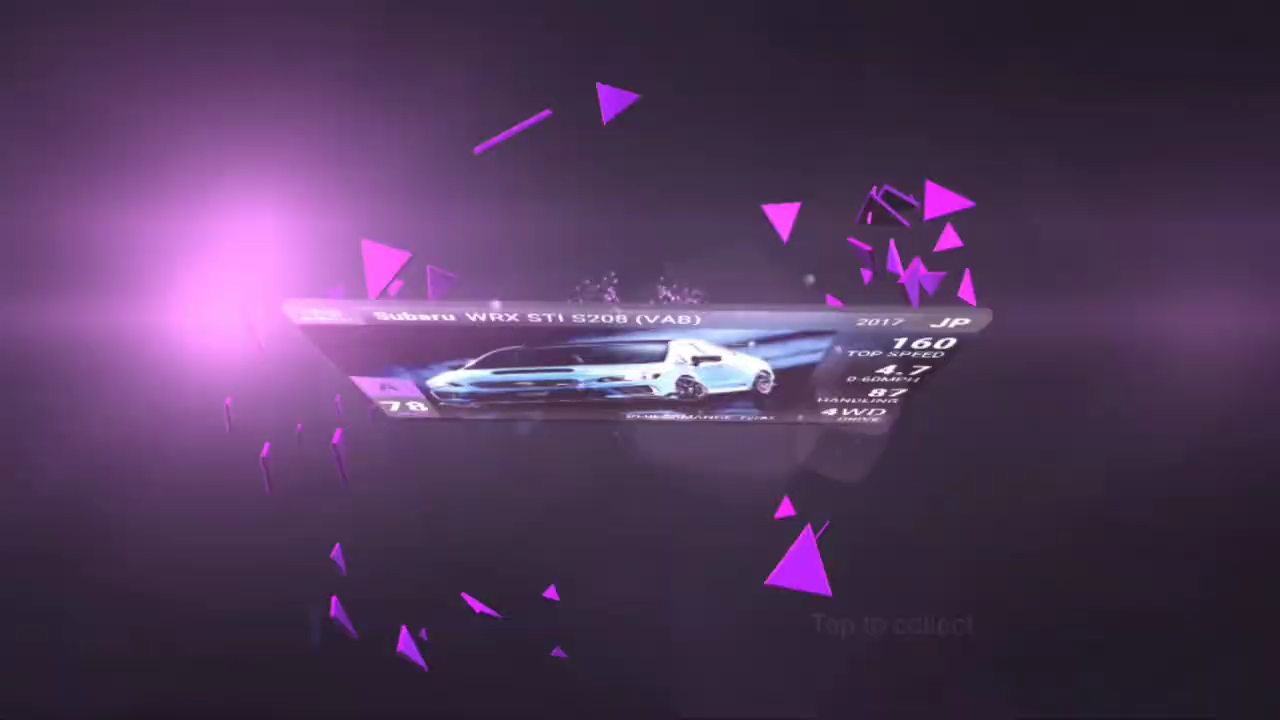 Subaru WRX STI S208 (VAB)
2017 JP
160
TOP SPEED
4.7
0-60MPH
87
HANDLING
4WD
DRIVE
A
78
Tap to collect